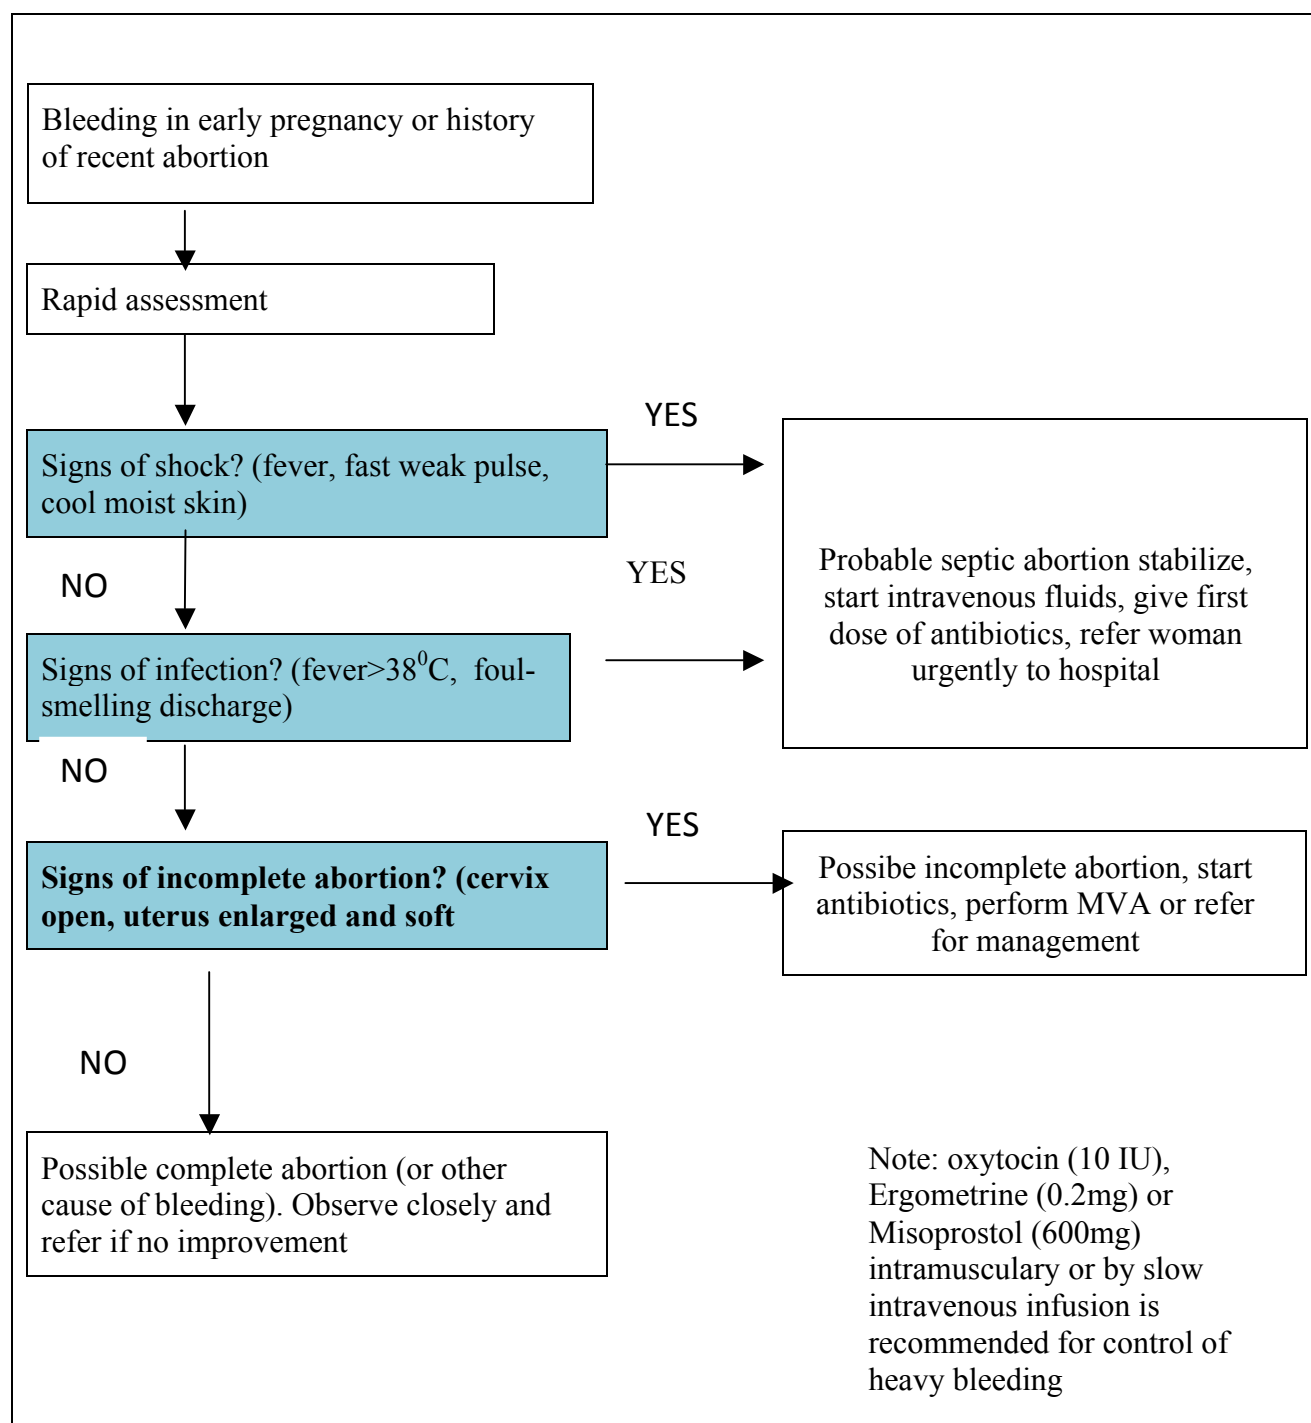 Bleeding in early pregnancy or history
of recent abortion
Rapid assessment
YES
Signs of shock? (fever, fast weak pulse,
cool moist skin)
NO
YES
Probable septic abortion stabilize,
start intravenous fluids, give first
dose of antibiotics, refer woman
urgently to hospital
Signs of infection? (fever>38⁰C, foul-
smelling discharge)
NO
YES
Signs of incomplete abortion? (cervix
open, uterus enlarged and soft
Possibe incomplete abortion, start
antibiotics, perform MVA or refer
for management
NO
Possible complete abortion (or other
cause of bleeding). Observe closely and
refer if no improvement
Note: oxytocin (10 IU),
Ergometrine (0.2mg) or
Misoprostol (600mg)
intramusculary or by slow
intravenous infusion is
recommended for control of
heavy bleeding